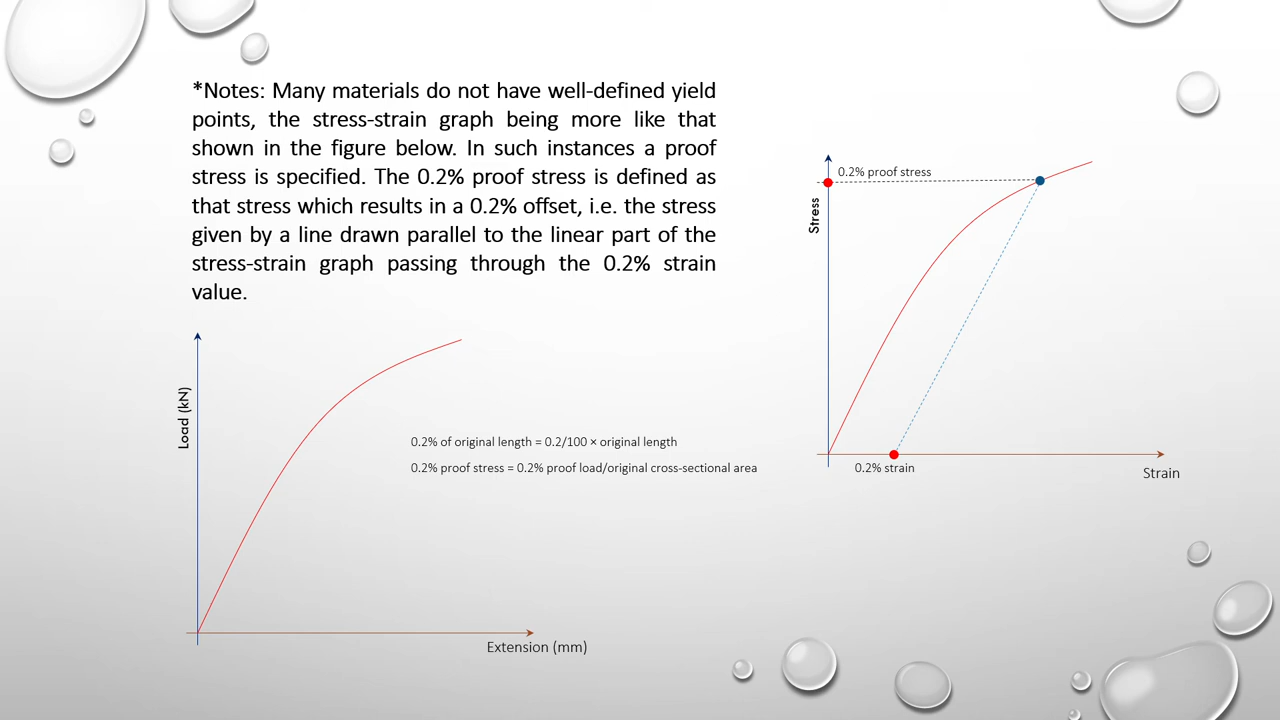 *Notes: Many materials do not have well-defined yield
points, the stress-strain graph being more like that
shown in the figure below. In such instances a proof
stress is specified. The 0.2% proof stress is defined as
that stress which results in a 0.2% offset, i.e. the stress
given by a line drawn parallel to the linear part of the
stress-strain graph passing through the 0.2% strain
value.
Load (kN)
0.2% of original length = 0.2/100 × original length
0.2% proof stress = 0.2% proof load/original cross-sectional area
Extension (mm)
0.2% proof stress
Stress
0.2% strain
Strain